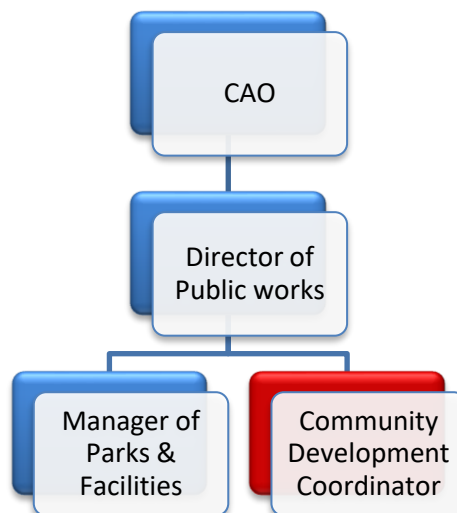 CAO
Director of
Public works
Manager of
Parks &
Facilities
Community
Development
Coordinator